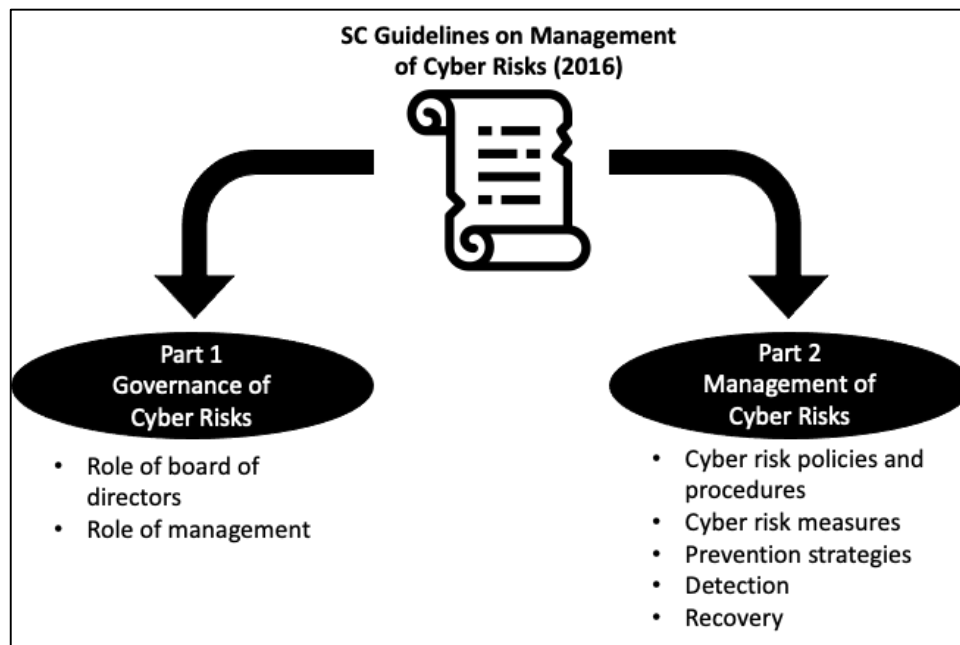 SC Guidelines on Management
of Cyber Risks (2016)
Part 1
Governance of
Cyber Risks
• Role of board of
directors
• Role of management
Part 2
Management of
Cyber Risks
• Cyber risk policies and
procedures
• Cyber risk measures
• Prevention strategies
• Detection
• Recovery